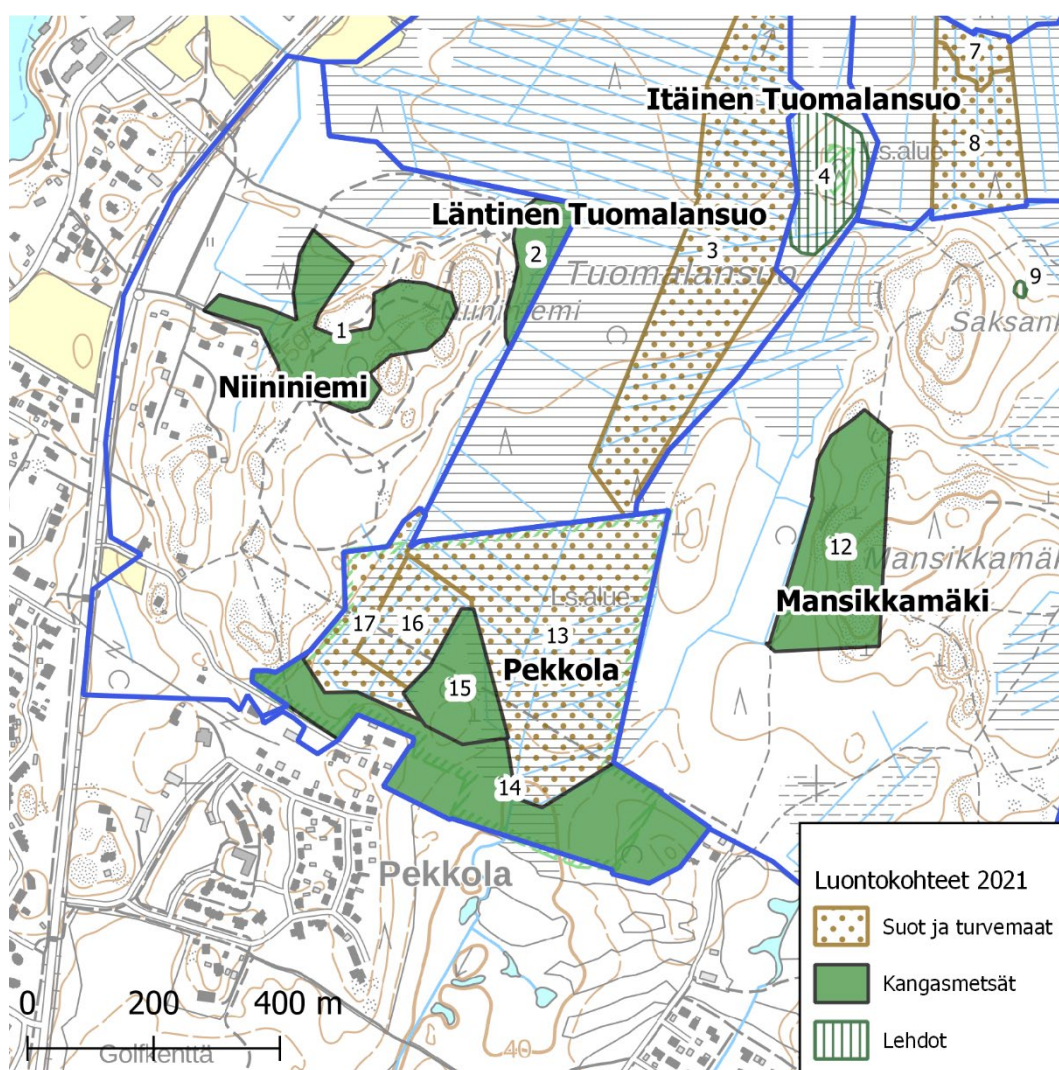 7
Itäinen Tuomalansuo
8
Ls.alue
4
Läntinen Tuomalansuo
2
3
Tuomalansuo
9
1
Niininiemi
Niininiemi
12
Mansikkamäki
Ls.alue
17
16
13
Pekkola
15
14
Pekkola
Luontokohteet 2021
Suot ja turvemaat
Kangasmetsät
Lehdot
0 200 400 m
Golfkenttä
40